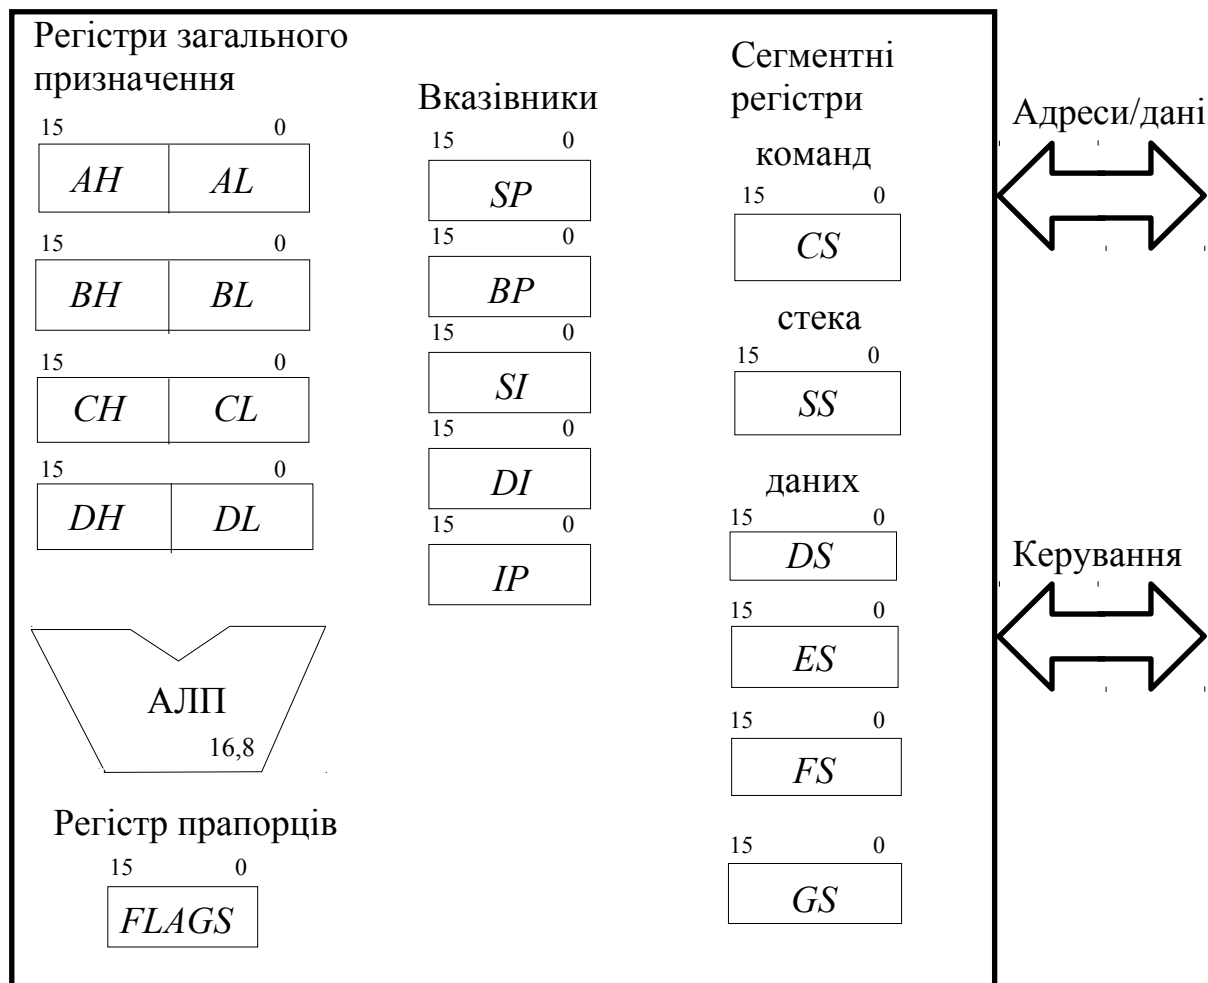 Регістри загального
призначення
15 0
AH AL
15 0
BH BL
15 0
CH CL
15 0
DH DL
АЛП
16,8
Регістр прапорців
15 0
FLAGS
Вказівники
15 0
SP
15 0
BP
15 0
SI
15 0
DI
15 0
IP
Сегментні
регістри
команд
15 0
CS
стека
15 0
SS
даних
15 0
DS
15 0
ES
15 0
FS
15 0
GS
Адреси/дані
Керування